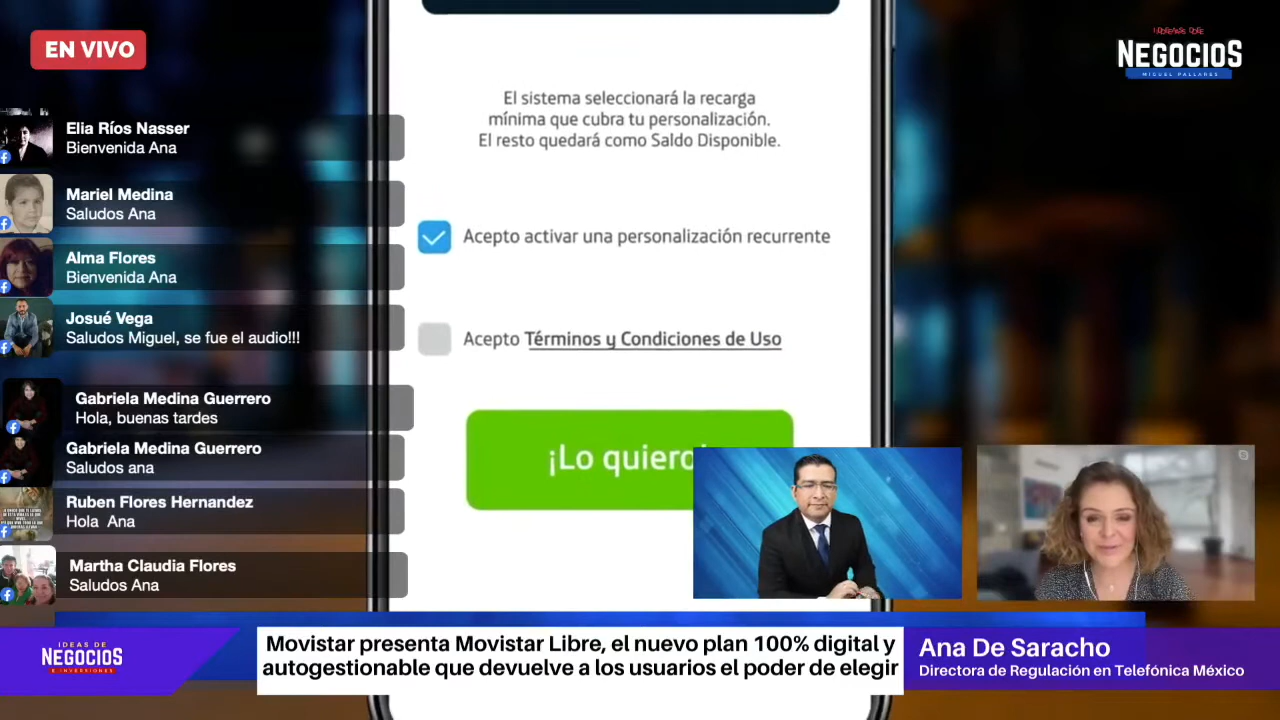 EN VIVO
IDEAS DE
NEGOCIOS
MIGUEL PALLARES
El sistema seleccionará la recarga
mínima que cubra tu personalización.
El resto quedará como Saldo Disponible.
Acepto activar una personalización recurrente
Acepto Términos y Condiciones de Uso
¡Lo quiero
Elia Ríos Nasser
Bienvenida Ana
Mariel Medina
Saludos Ana
Alma Flores
Bienvenida Ana
Josué Vega
Saludos Miguel, se fue el audio!!!
Gabriela Medina Guerrero
Hola, buenas tardes
Gabriela Medina Guerrero
Saludos ana
Ruben Flores Hernandez
Hola Ana
Martha Claudia Flores
Saludos Ana
IDEAS DE
NEGOCIOS
E INVERSIONES
Movistar presenta Movistar Libre, el nuevo plan 100% digital y
autogestionable que devuelve a los usuarios el poder de elegir
Ana De Saracho
Directora de Regulación en Telefónica México